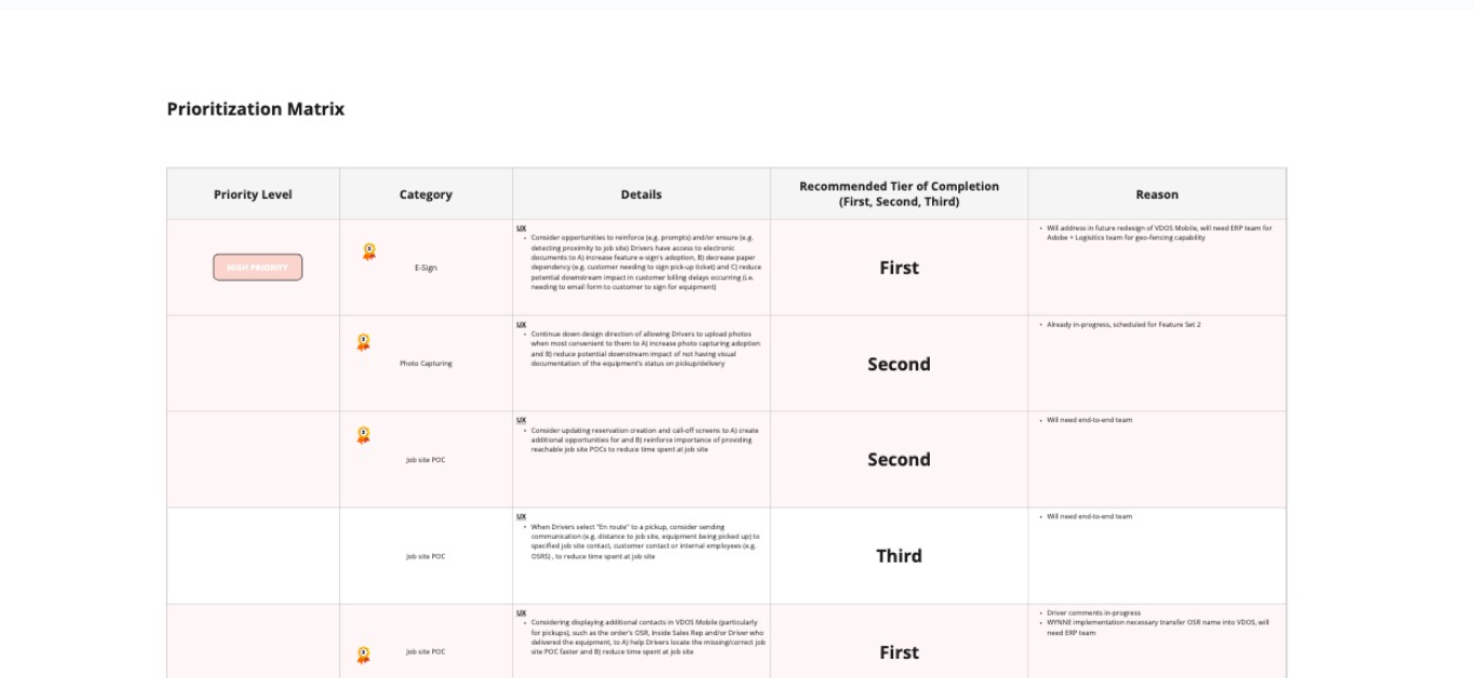 Prioritization Matrix
Priority Level
Category
Details
Recommended Tier of Completion
(First, Second, Third)
Reason
HIGH PRIORITY
E-Sign
UX
• Consider opportunities to reinforce (e.g. prompts) and/or ensure (e.g.
detecting proximity to job site) Drivers have access to electronic
documents to A) increase feature e-sign's adoption, B) decrease paper
dependency (e.g. customer needing to sign pick-up ticket) and C) reduce
potential downstream impact in customer billing delays occurring (i.e.
needing to email form to customer to sign for equipment)
First
• Will address in future redesign of VDOS Mobile, will need ERP team for
Adobe + Logisitics team for geo-fencing capability
Photo Capturing
UX
• Continue down design direction of allowing Drivers to upload photos
when most convenient to them to A) increase photo capturing adoption
and B) reduce potential downstream impact of not having visual
documentation of the equipment's status on pickup/delivery
Second
• Already in-progress, scheduled for Feature Set 2
Job site POC
UX
• Consider updating reservation creation and call-off screens to A) create
additional opportunities for and B) reinforce importance of providing
reachable job site POCs to reduce time spent at job site
Second
• Will need end-to-end team
Job site POC
UX
• When Drivers select "En route" to a pickup, consider sending
communication (e.g. distance to job site, equipment being picked up) to
specified job site contact, customer contact or internal employees (e.g.
OSRS) , to reduce time spent at job site
Third
• Will need end-to-end team
Job site POC
UX
• Considering displaying additional contacts in VDOS Mobile (particularly
for pickups), such as the order's OSR, Inside Sales Rep and/or Driver who
delivered the equipment, to A) help Drivers locate the missing/correct job
site POC faster and B) reduce time spent at job site
First
• Driver comments in-progress
• WYNNE implementation necessary transfer OSR name into VDOS, will
need ERP team